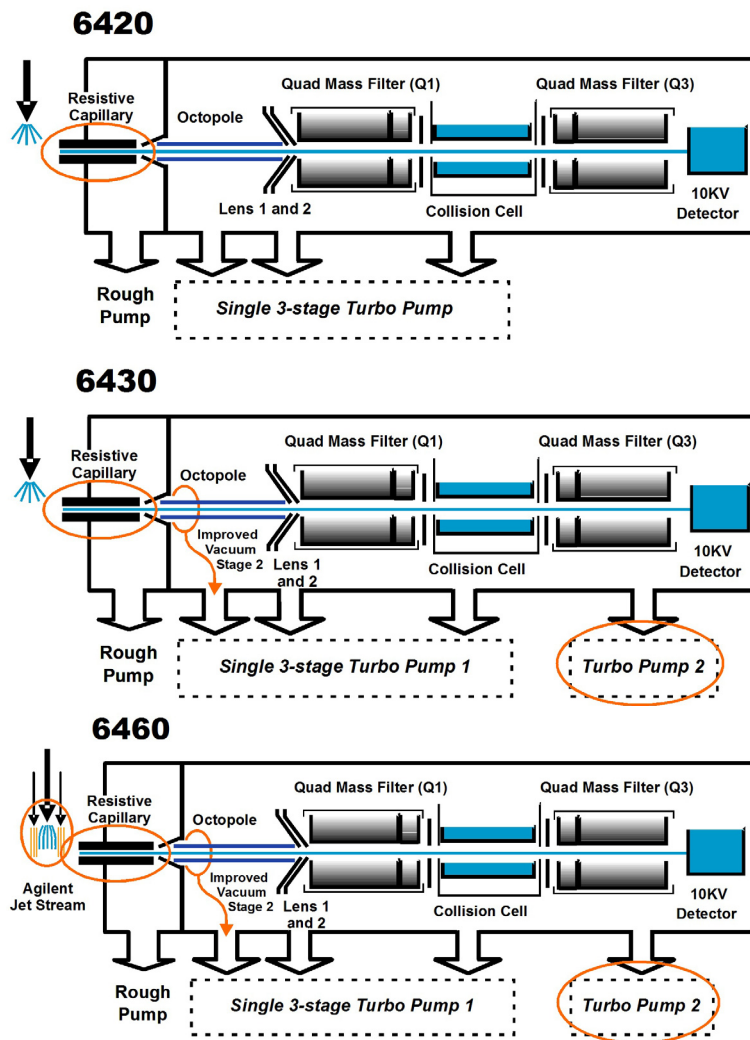 6420
Quad Mass Filter (Q1)
Quad Mass Filter (Q3)
Resistive
Capillary
Octopole
Lens 1 and 2
Collision Cell
10KV
Detector
Rough
Pump
Single 3-stage Turbo Pump
6430
Quad Mass Filter (Q1)
Quad Mass Filter (Q3)
Resistive
Capillary
Octopole
Improved
Vacuum
Stage 2
Lens 1
and 2
Collision Cell
10KV
Detector
Rough
Pump
Single 3-stage Turbo Pump 1
Turbo Pump 2
6460
Quad Mass Filter (Q1)
Quad Mass Filter (Q3)
Resistive
Capillary
Octopole
Agilent
Jet Stream
Improved
Vacuum
Stage 2
Lens 1
and 2
Collision Cell
10KV
Detector
Rough
Pump
Single 3-stage Turbo Pump 1
Turbo Pump 2